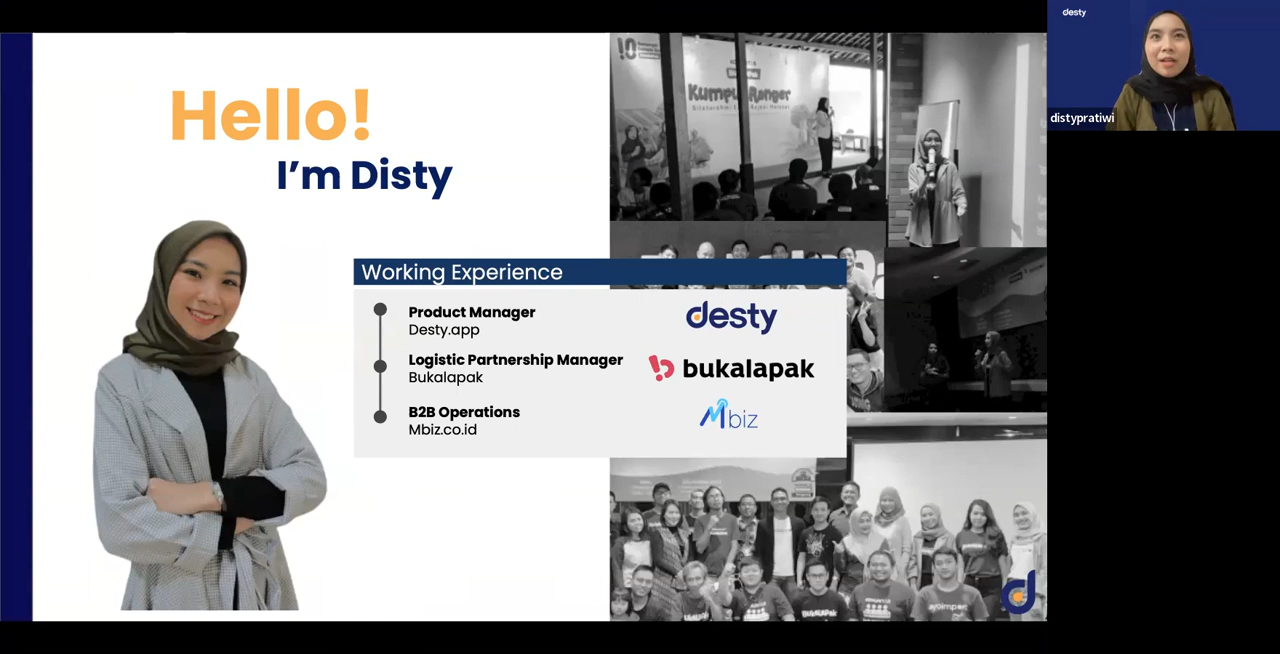 Hello!
I’m Disty
Working Experience
Product Manager
Desty.app
desty
Logistic Partnership Manager
Bukalapak
bukalapak
B2B Operations
Mbiz.co.id
Mbiz
desty
distypratiwi